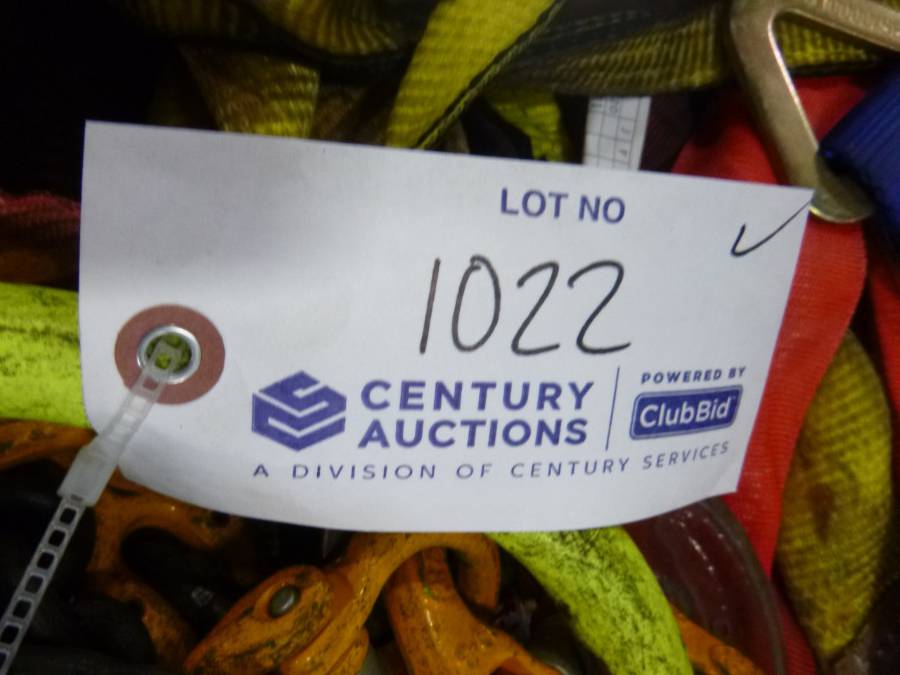 LOT NO
1022
CENTURY
AUCTIONS
POWERED BY
ClubBid
A DIVISION OF CENTURY SERVICES